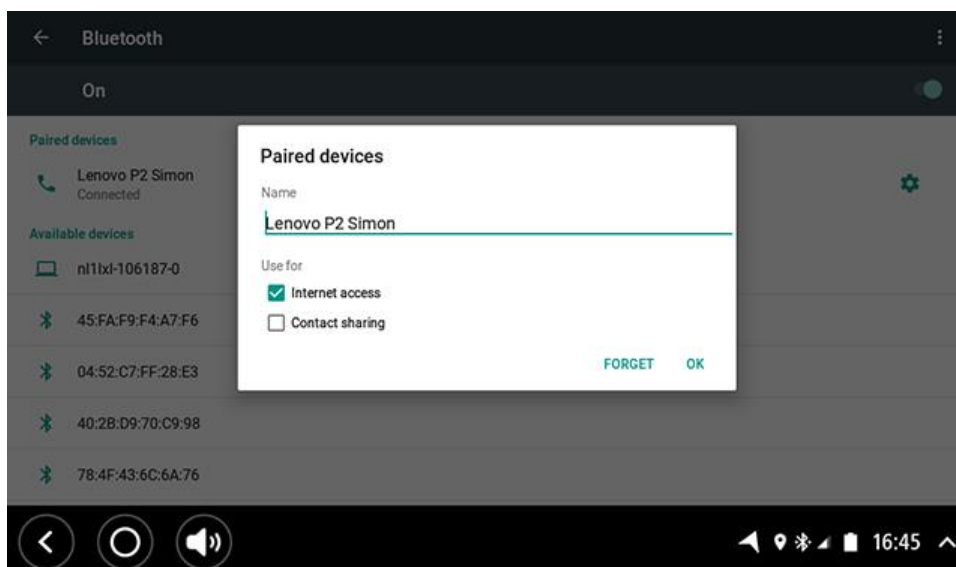 Bluetooth
On
Paired devices
Lenovo P2 Simon
Connected
Available devices
nl1lxl-106187-0
45:FA:F9:F4:A7:F6
04:52:C7:FF:28:E3
40:2B:D9:70:C9:98
78:4F:43:6C:6A:76
Paired devices
Name
Lenovo P2 Simon
Use for
Internet access
Contact sharing
FORGET OK
16:45